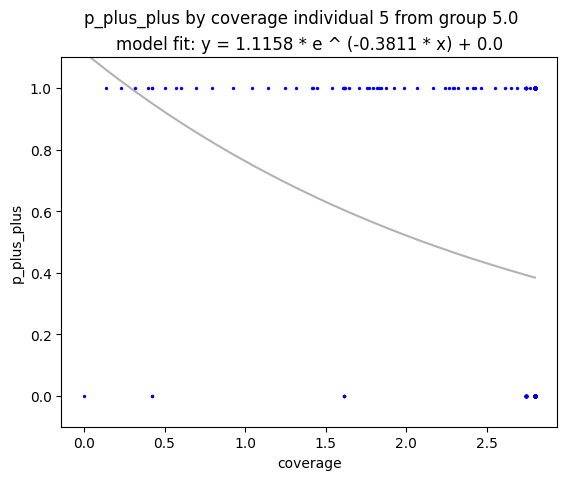 p_plus_plus by coverage individual 5 from group 5.0
model fit: y = 1.1158 * e ^ (-0.3811 * x) + 0.0
1.0
0.8
0.6
0.4
0.2
0.0
p_plus_plus
0.0 0.5 1.0 1.5 2.0 2.5
coverage